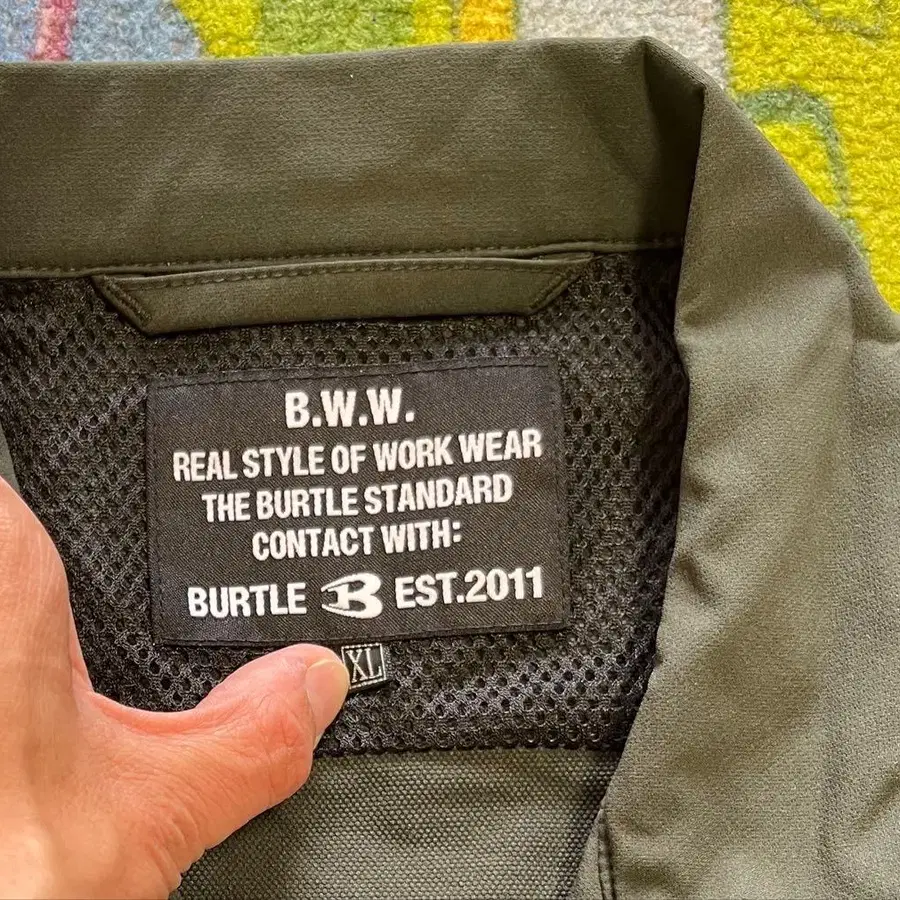 B.W.W.
REAL STYLE OF WORK WEAR
THE BURTLE STANDARD
CONTACT WITH:
BURTLE B EST.2011
XL